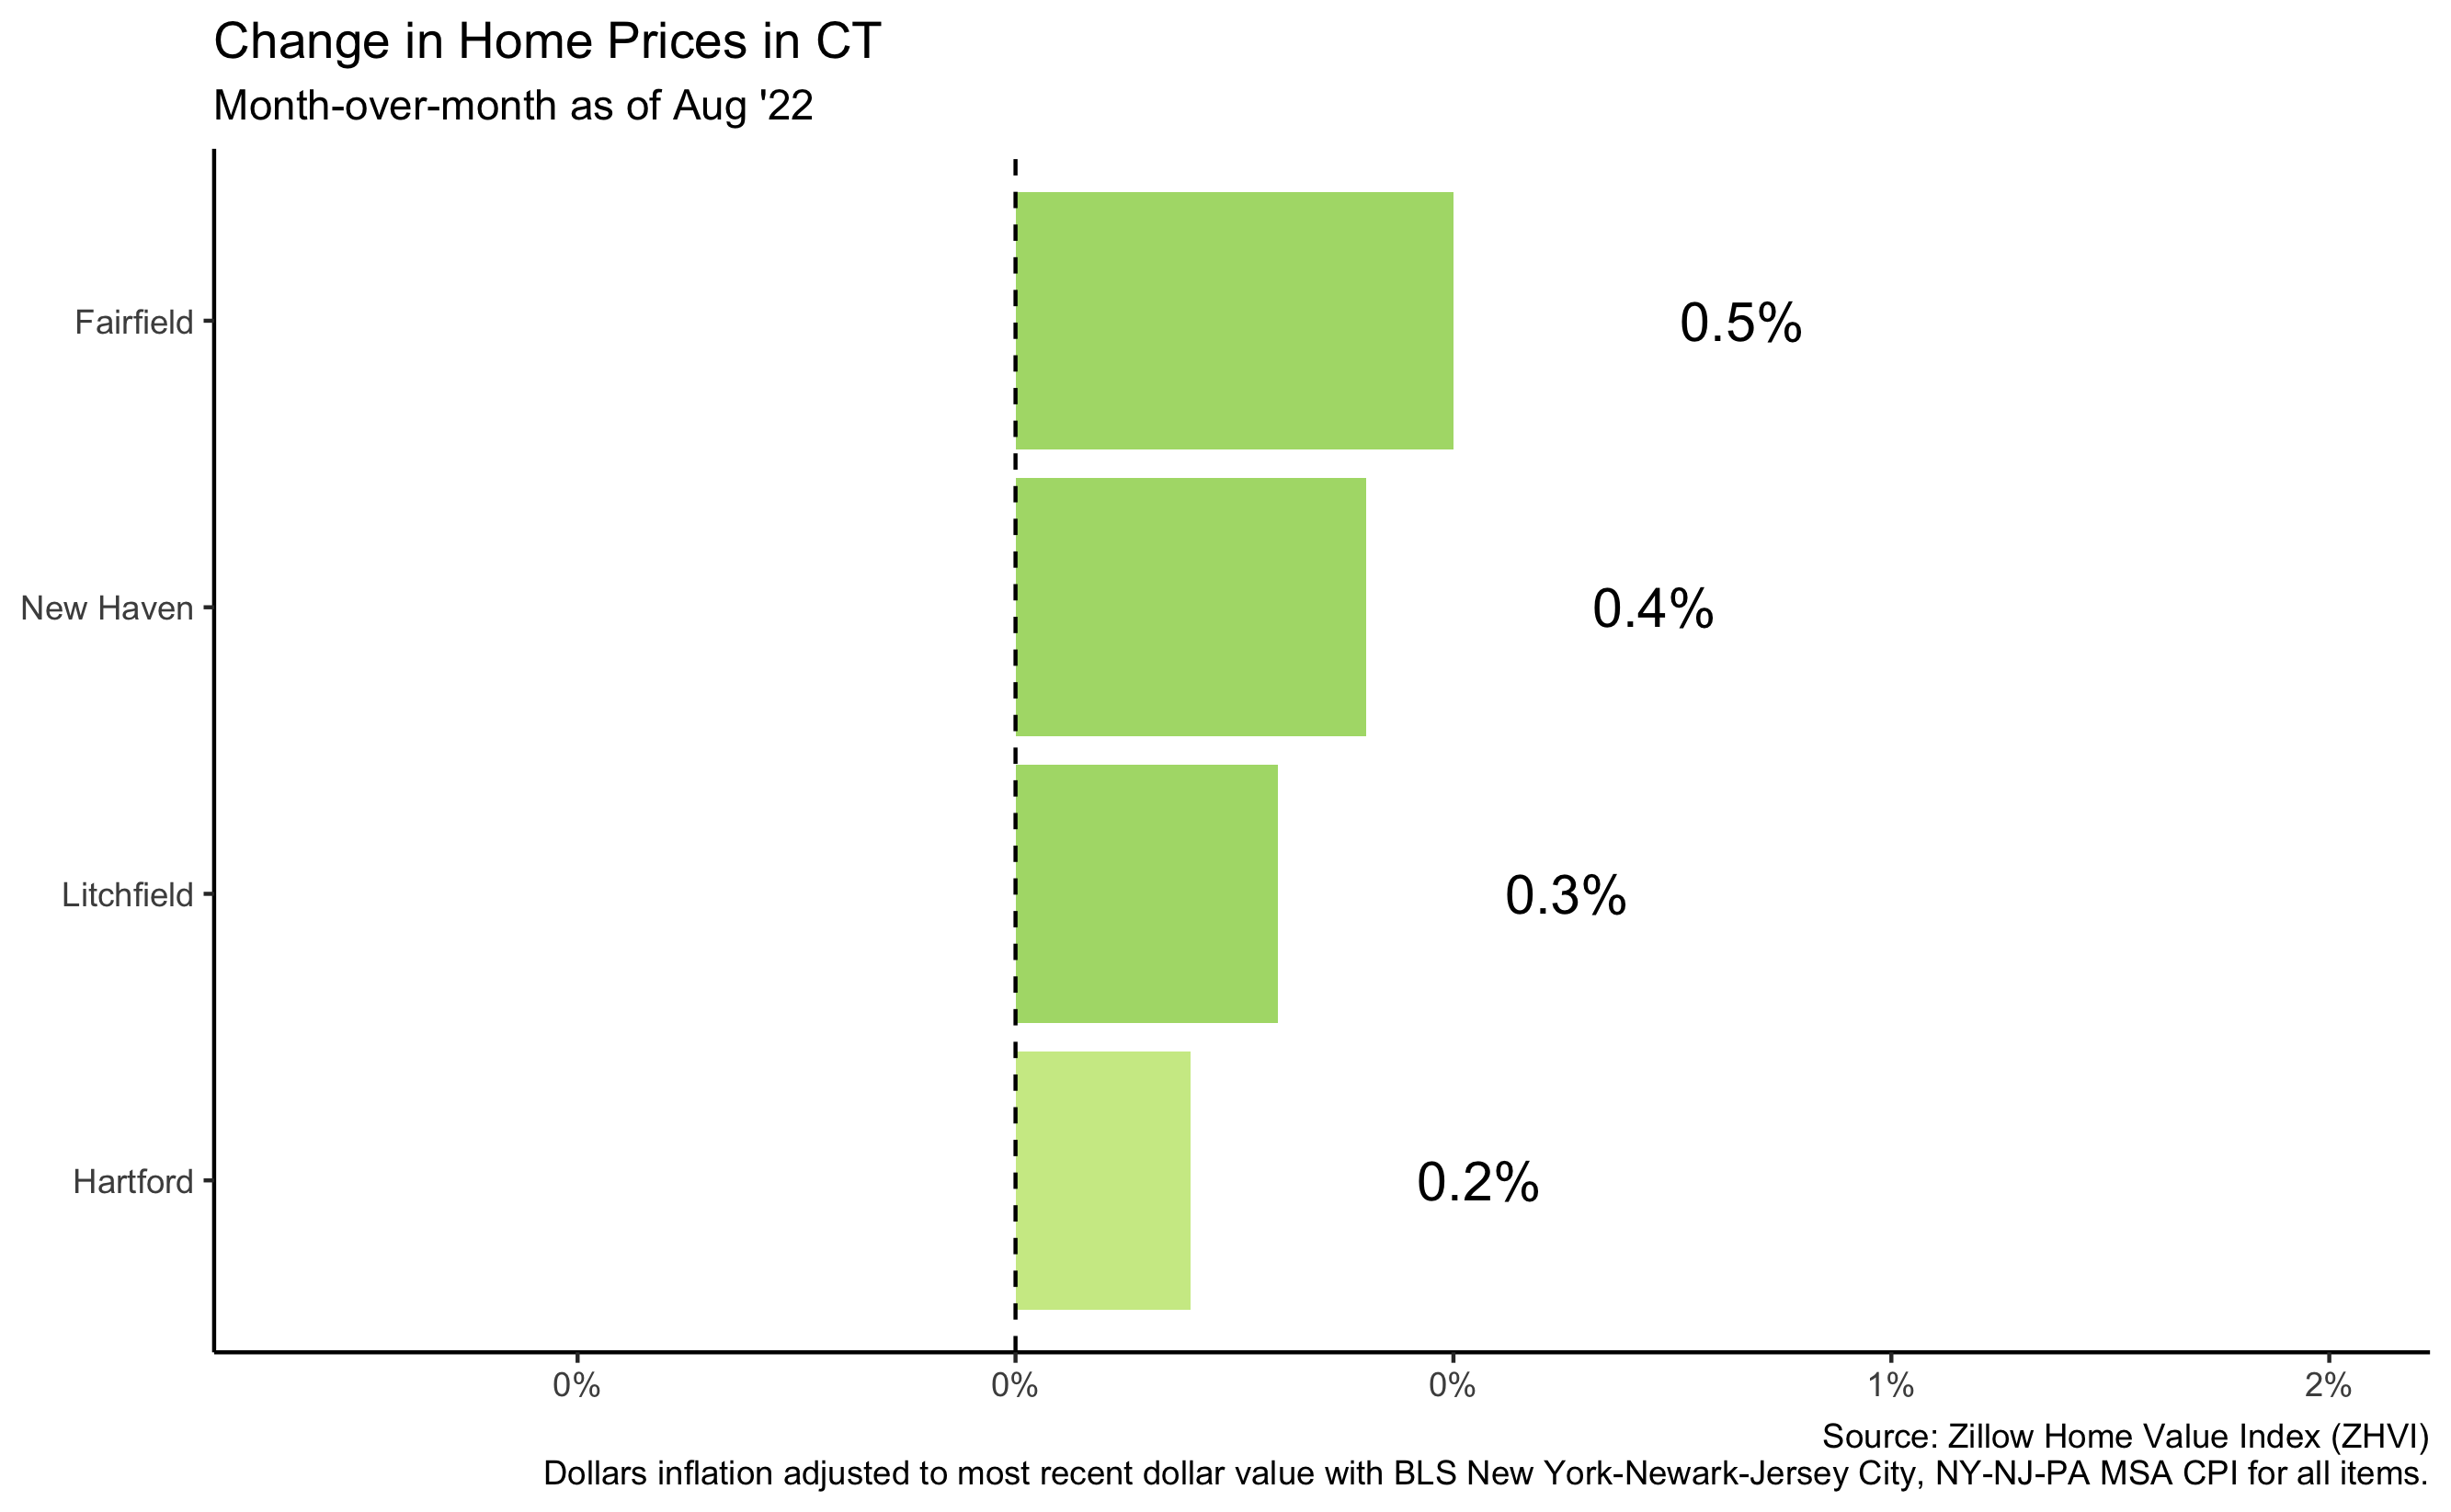 Change in Home Prices in CT
Month-over-month as of Aug '22
Fairfield
0.5%
New Haven
0.4%
Litchfield
0.3%
Hartford
0.2%
0%
0%
0%
1%
2%
Source: Zillow Home Value Index (ZHVI)
Dollars inflation adjusted to most recent dollar value with BLS New York-Newark-Jersey City, NY-NJ-PA MSA CPI for all items.